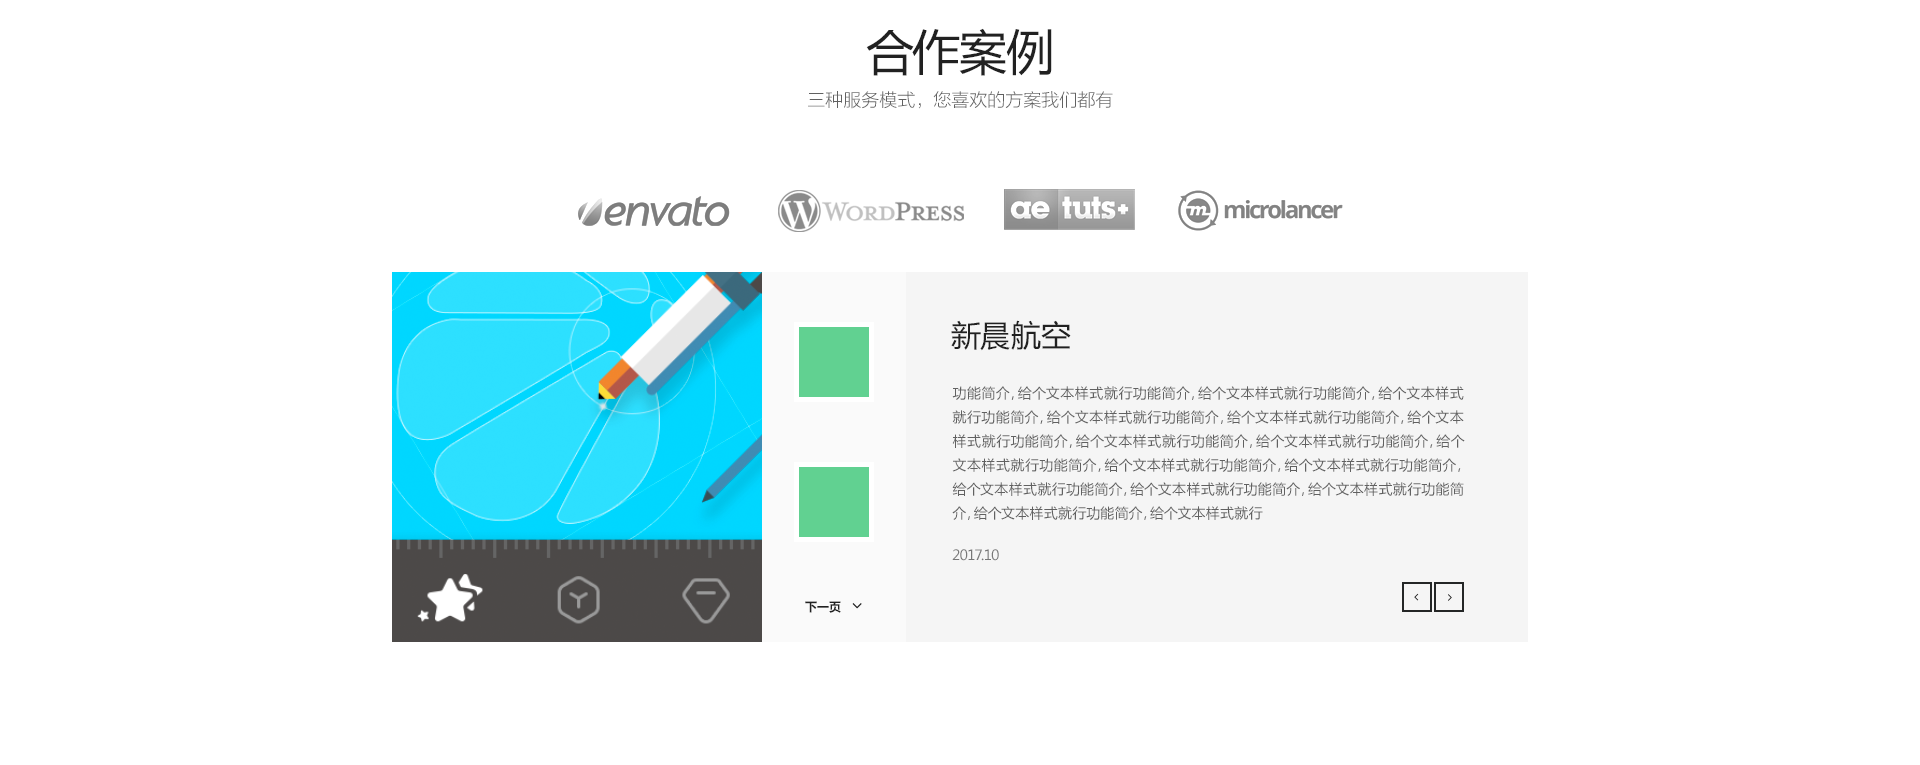 合作案例
三种服务模式，您喜欢的方案我们都有
envato
WORDPRESS
ae tuts+
m microlancer
新晨航空
功能简介, 给个文本样式就行功能简介, 给个文本样式就行功能简介, 给个文本样式
就行功能简介, 给个文本样式就行功能简介, 给个文本样式就行功能简介, 给个文本
样式就行功能简介, 给个文本样式就行功能简介, 给个文本样式就行功能简介, 给个
文本样式就行功能简介, 给个文本样式就行功能简介, 给个文本样式就行功能简介,
给个文本样式就行功能简介, 给个文本样式就行功能简介, 给个文本样式就行功能简
介, 给个文本样式就行功能简介, 给个文本样式就行
2017.10
下一页